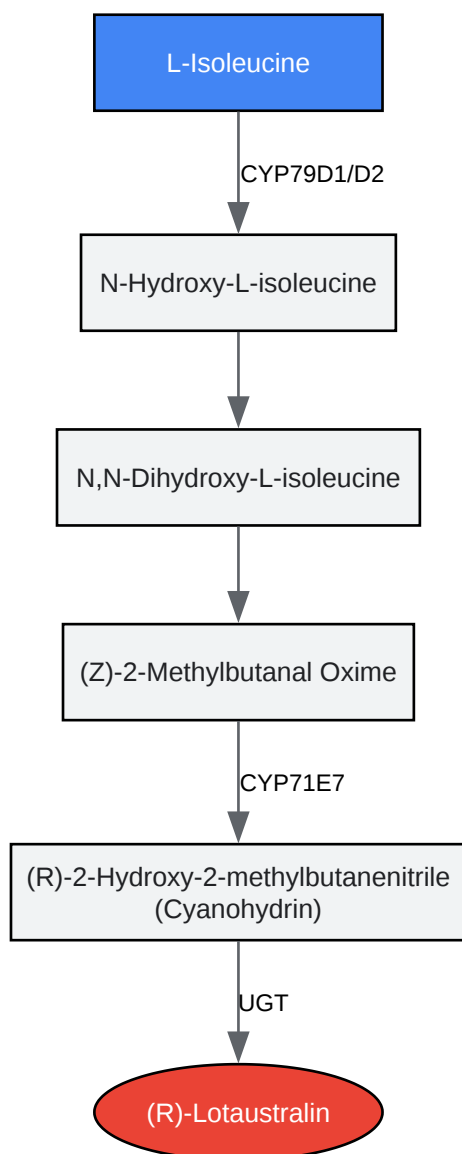 L-Isoleucine
CYP79D1/D2
N-Hydroxy-L-isoleucine
N,N-Dihydroxy-L-isoleucine
(Z)-2-Methylbutanal Oxime
CYP71E7
(R)-2-Hydroxy-2-methylbutanenitrile
(Cyanohydrin)
UGT
(R)-Lotaustralin